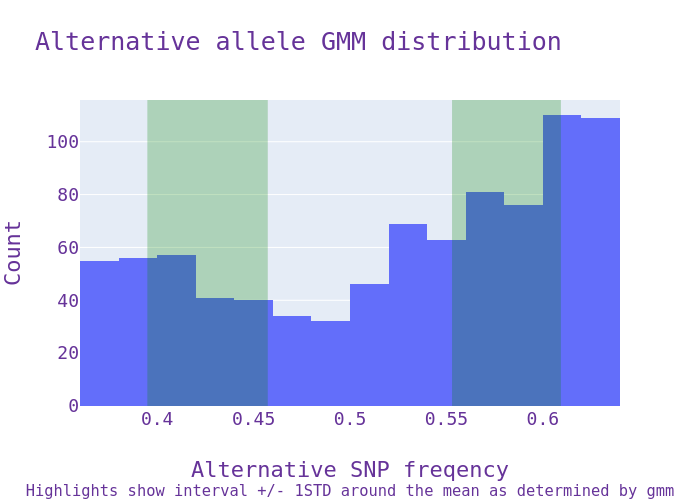 Alternative allele GMM distribution
Count
100
80
60
40
20
0
0.4
0.45
0.5
0.55
0.6
Alternative SNP freqency
Highlights show interval +/- 1STD around the mean as determined by gmm